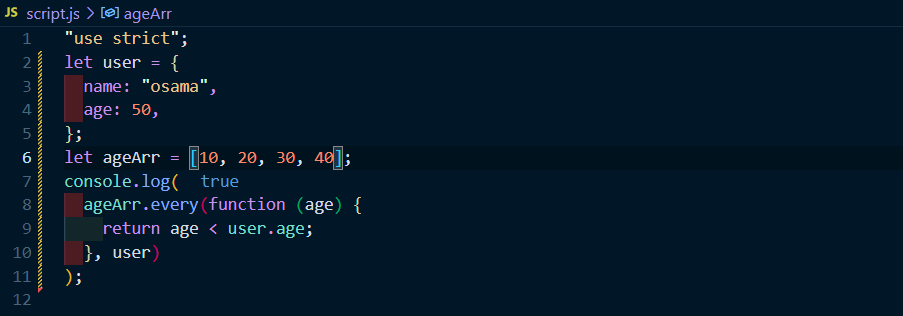 JS script.js > ageArr
1 "use strict";
2 let user = {
3 name: "osama",
4 age: 50,
5 };
6 let ageArr = [10, 20, 30, 40];
7 console.log( true
8 ageArr.every(function (age) {
9 return age < user.age;
10 }, user)
11 );
12